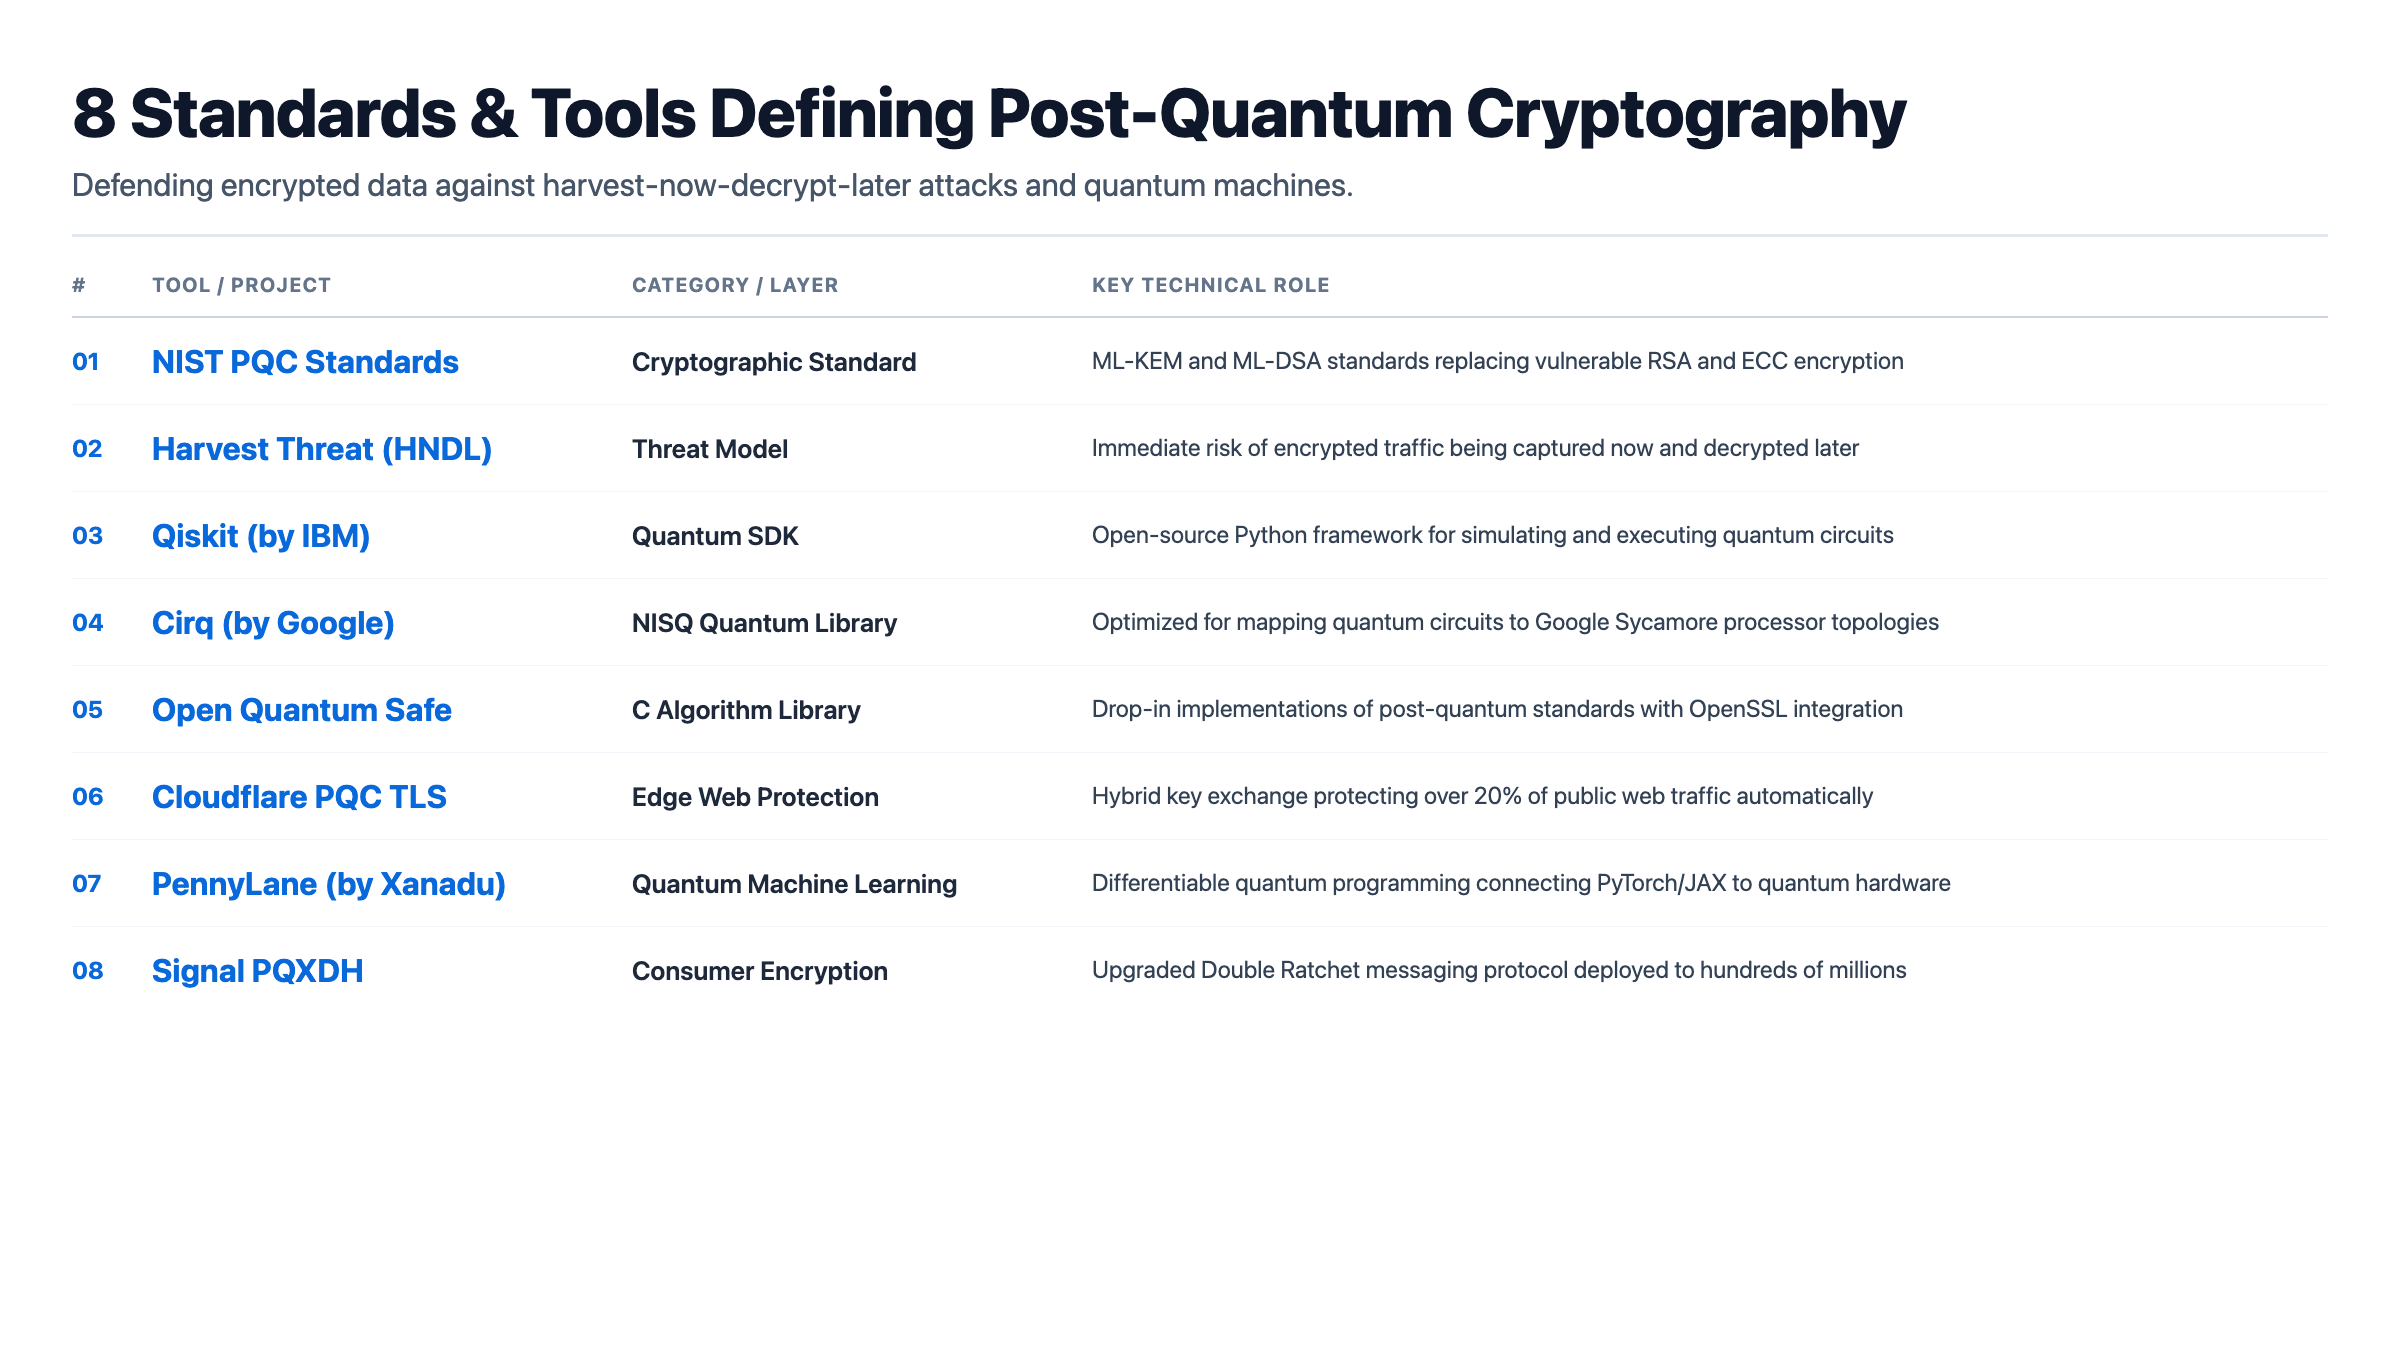 8 Standards & Tools Defining Post-Quantum Cryptography
Defending encrypted data against harvest-now-decrypt-later attacks and quantum machines.
# TOOL / PROJECT CATEGORY / LAYER KEY TECHNICAL ROLE
01 NIST PQC Standards Cryptographic Standard ML-KEM and ML-DSA standards replacing vulnerable RSA and ECC encryption
02 Harvest Threat (HNDL) Threat Model Immediate risk of encrypted traffic being captured now and decrypted later
03 Qiskit (by IBM) Quantum SDK Open-source Python framework for simulating and executing quantum circuits
04 Cirq (by Google) NISQ Quantum Library Optimized for mapping quantum circuits to Google Sycamore processor topologies
05 Open Quantum Safe C Algorithm Library Drop-in implementations of post-quantum standards with OpenSSL integration
06 Cloudflare PQC TLS Edge Web Protection Hybrid key exchange protecting over 20% of public web traffic automatically
07 PennyLane (by Xanadu) Quantum Machine Learning Differentiable quantum programming connecting PyTorch/JAX to quantum hardware
08 Signal PQXDH Consumer Encryption Upgraded Double Ratchet messaging protocol deployed to hundreds of millions